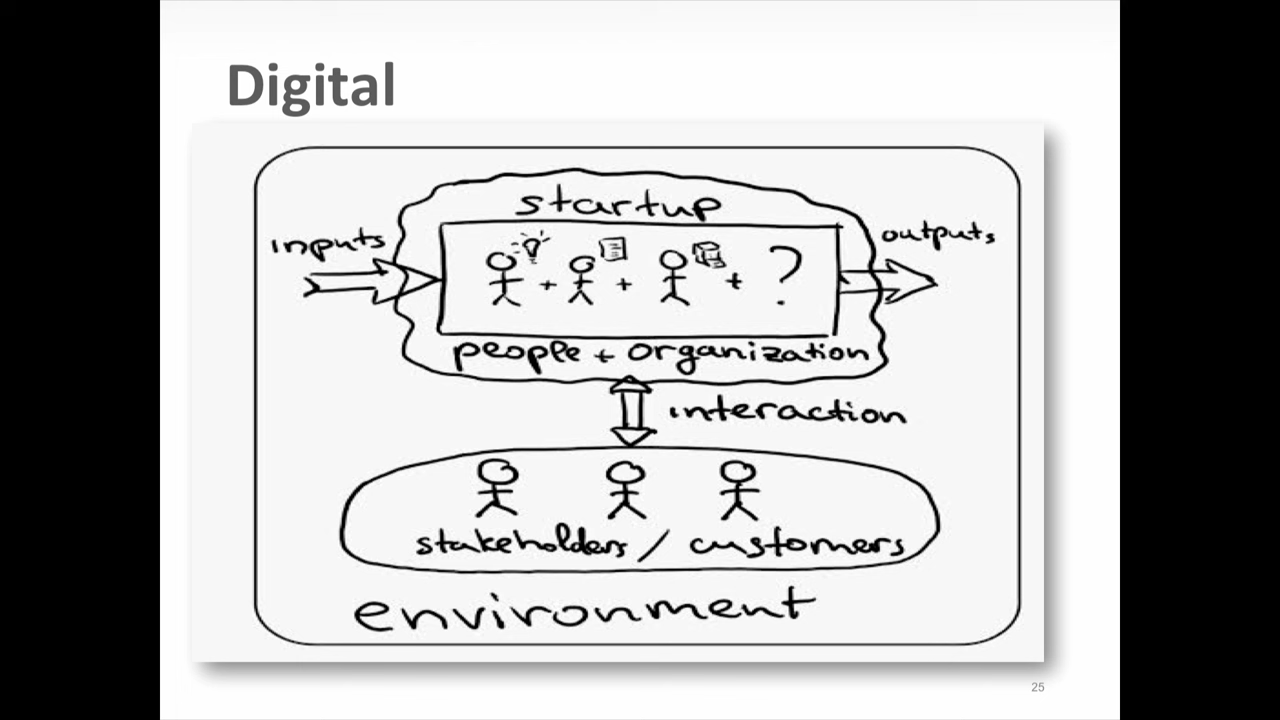 Digital
startup
inputs
outputs
+ + + ?
people + organization
interaction
stakeholders / customers
environment
25